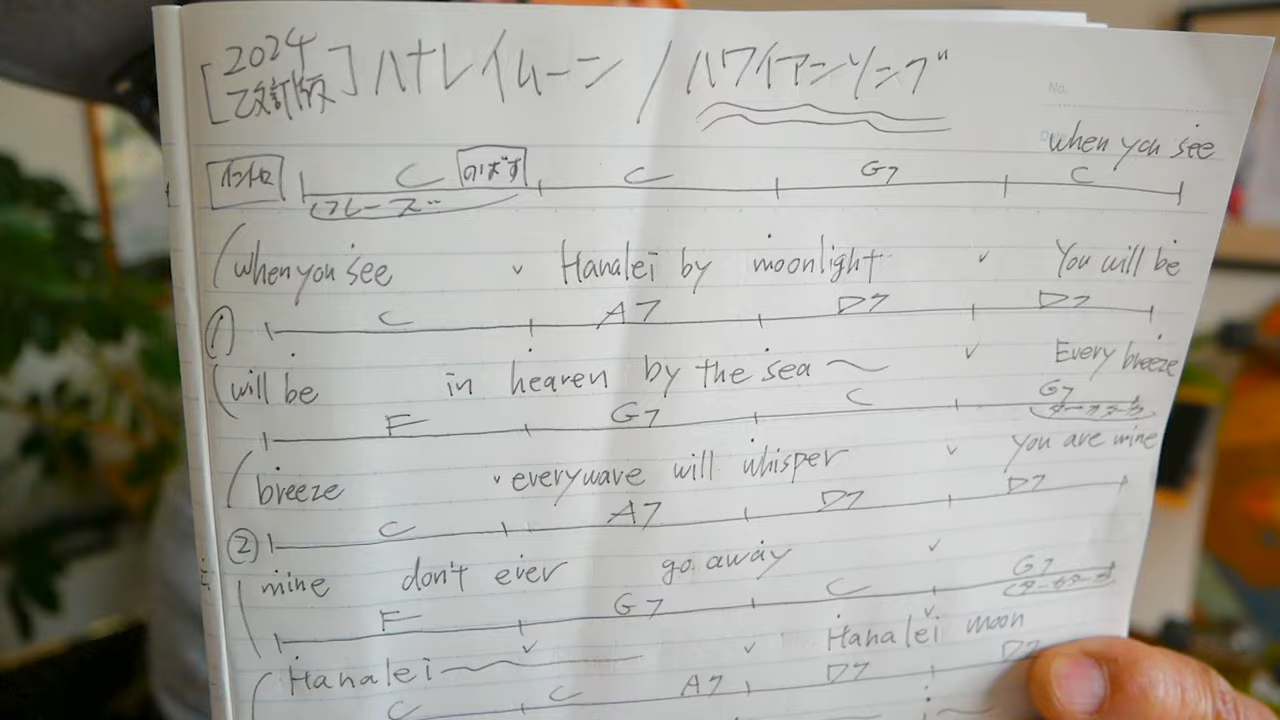 [2024改訂版] ハナレイムーン / ハワイアンソング
when you see
イントロ C のばす C G7 C
フレーズ
when you see Hanalei by moonlight You will be
① C A7 D7 D7
will be in heaven by the sea Every breeze
F G7 C G7
breeze everywave will whisper you are mine
② C A7 D7 D7
mine don't ever go away
F G7 C G7
Hanalei Hanalei moon
C C A7 D7 D7